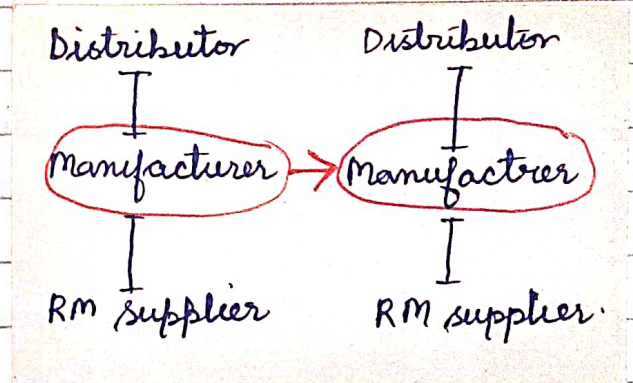 Distributor Distributor
Manufacturer Manufactrer
RM supplier RM supplier.